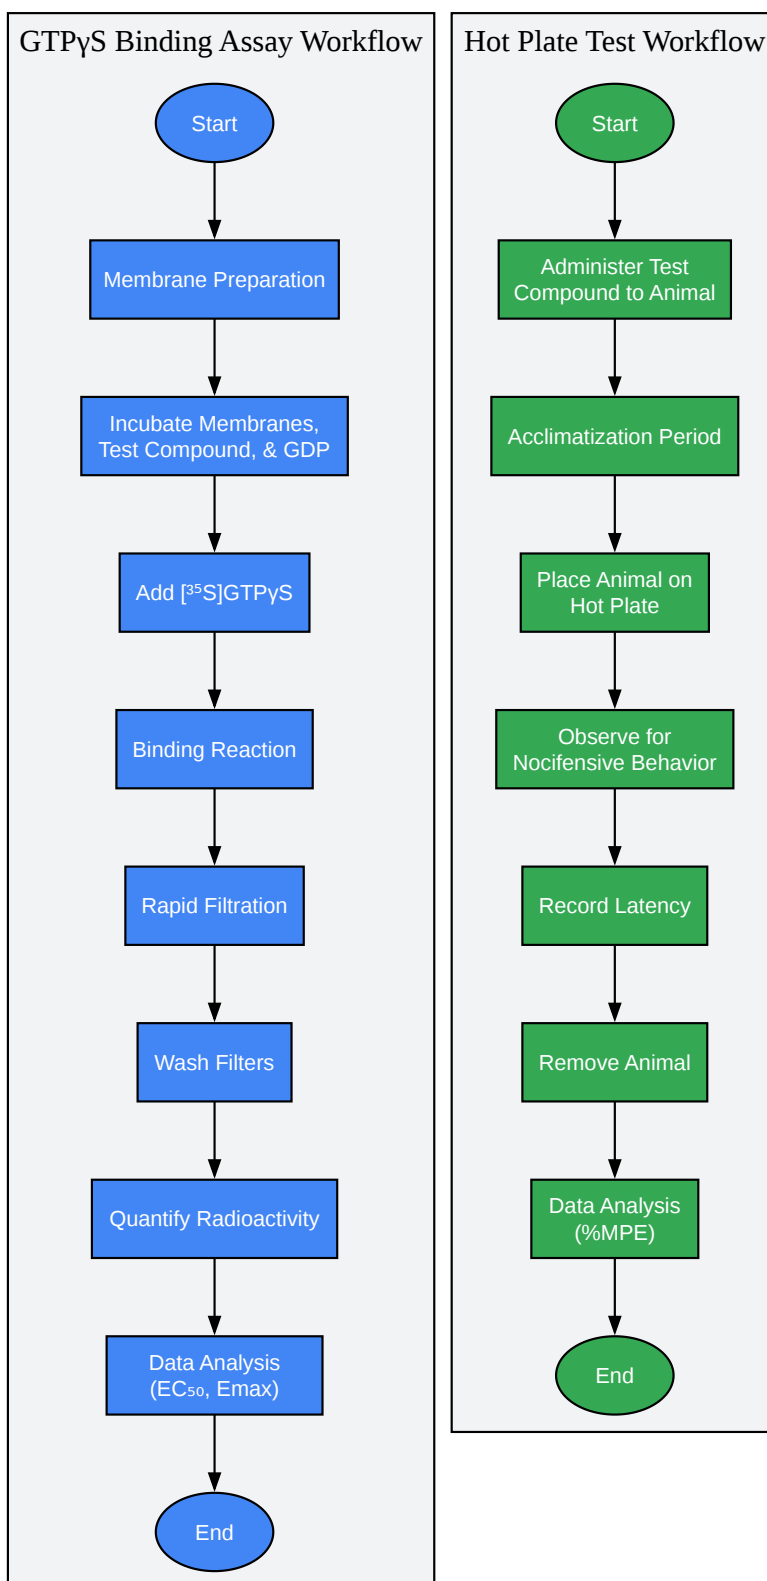 GTPγS Binding Assay Workflow
Start
Membrane Preparation
Incubate Membranes,
Test Compound, & GDP
Add [³⁵S]GTPγS
Binding Reaction
Rapid Filtration
Wash Filters
Quantify Radioactivity
Data Analysis
(EC₅₀, Emax)
End
Hot Plate Test Workflow
Start
Administer Test
Compound to Animal
Acclimatization Period
Place Animal on
Hot Plate
Observe for
Nocifensive Behavior
Record Latency
Remove Animal
Data Analysis
(%MPE)
End